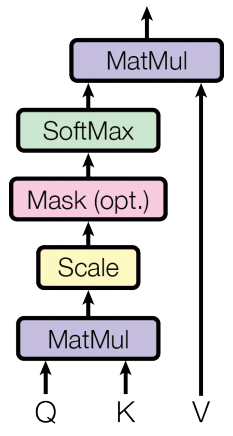 MatMul
SoftMax
Mask (opt.)
Scale
MatMul
Q K V